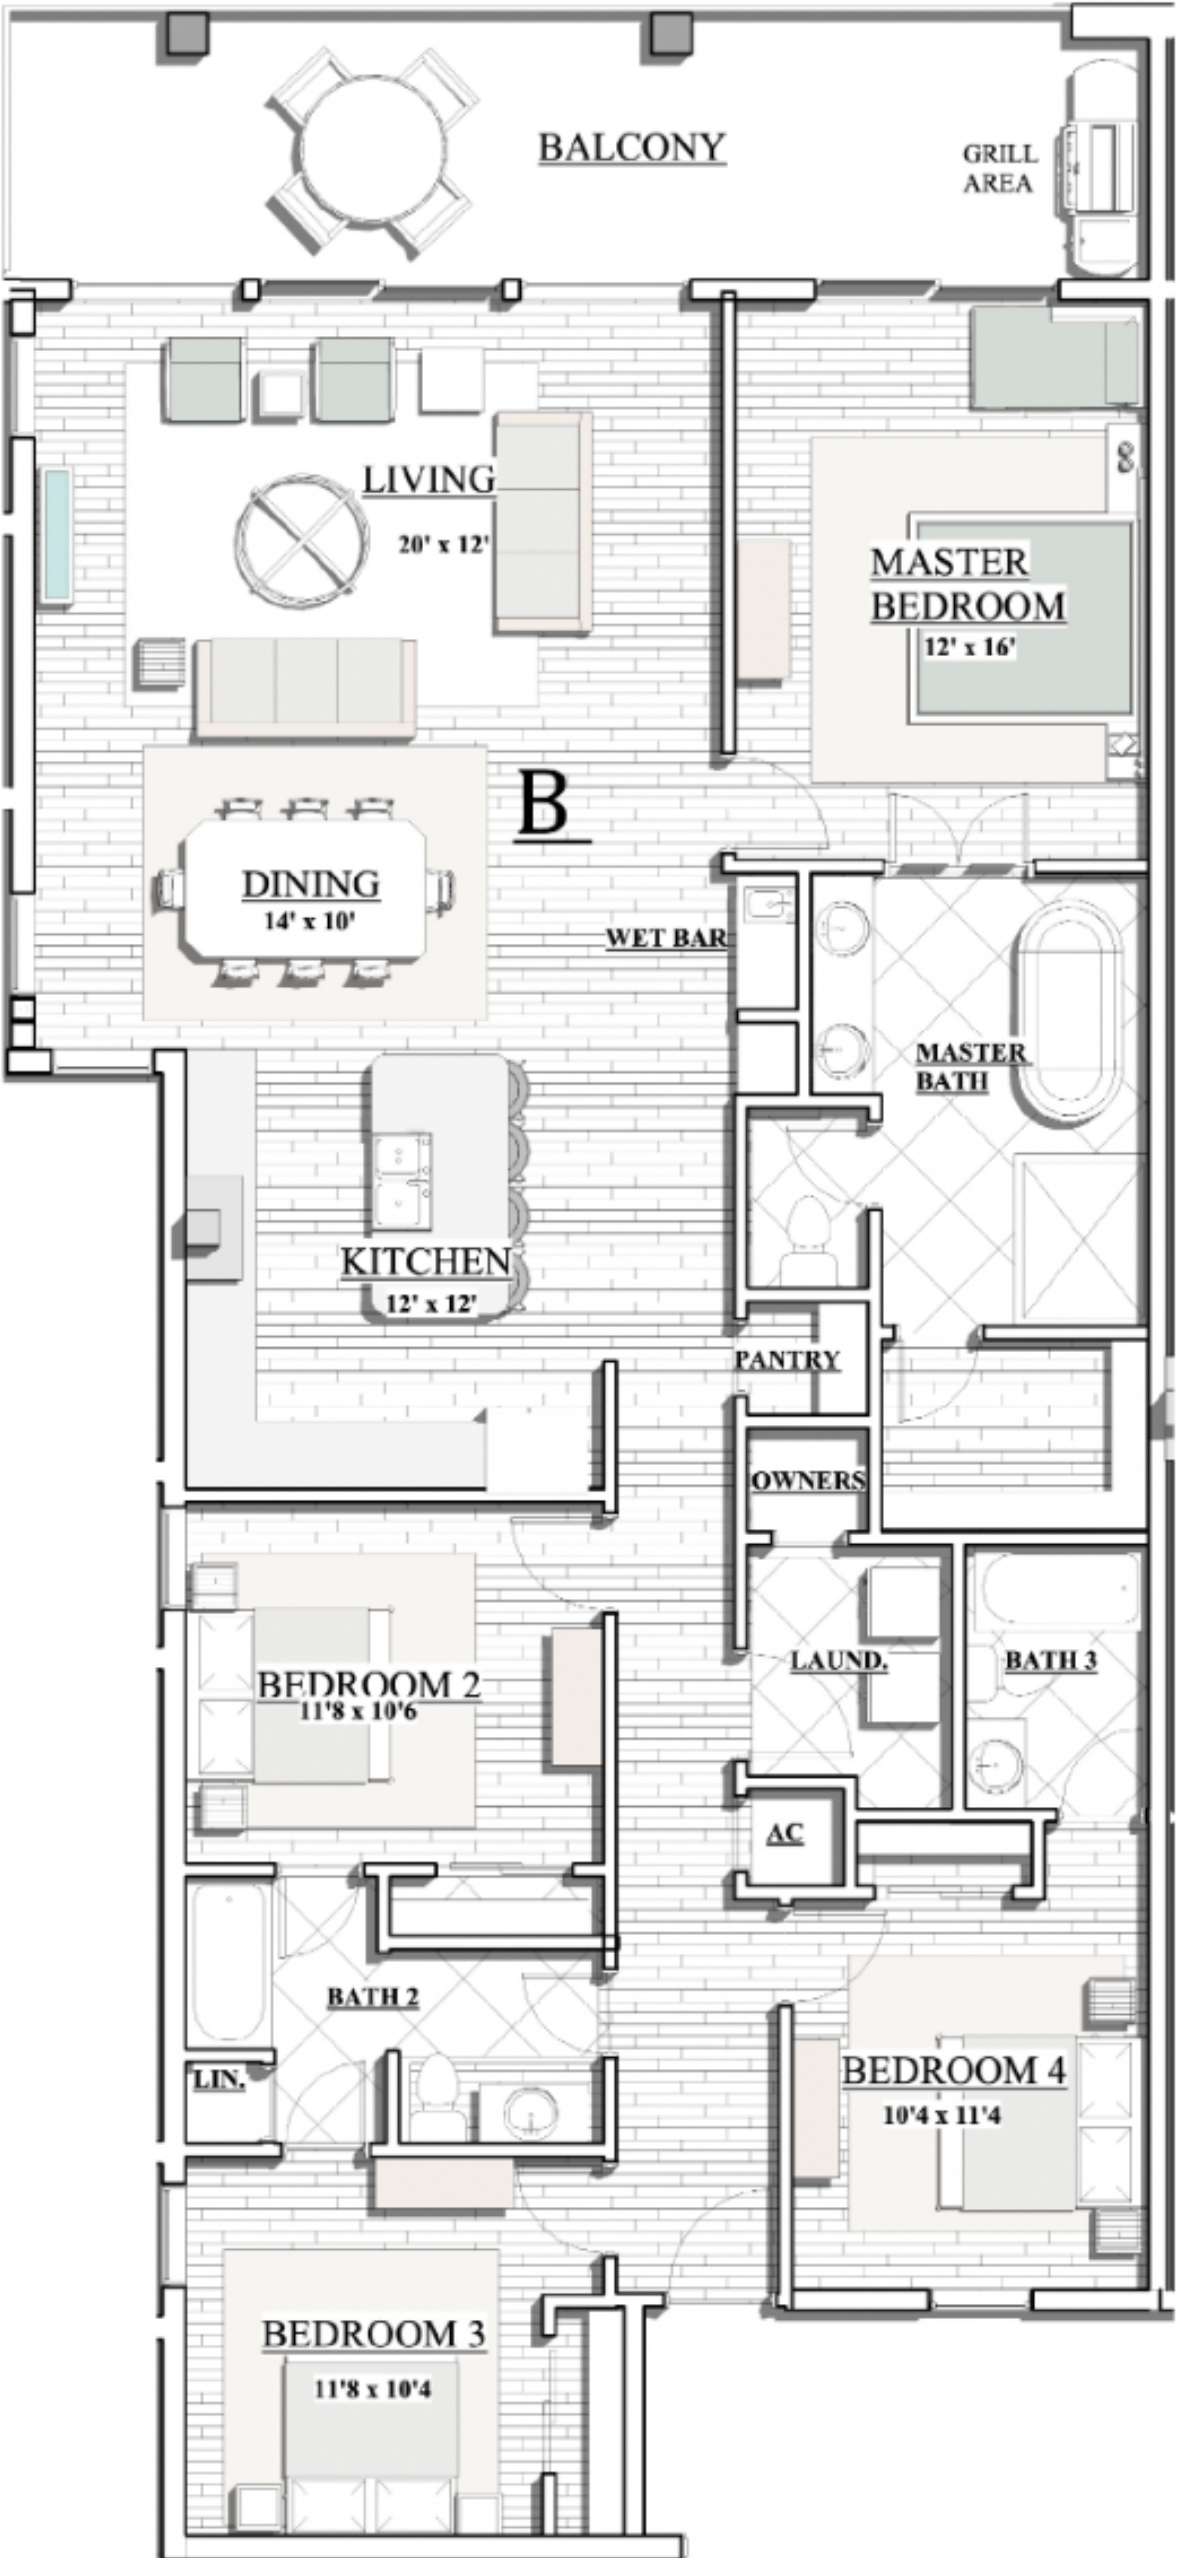 BALCONY
GRILL
AREA
LIVING
20' x 12'
MASTER
BEDROOM
12' x 16'
B
DINING
14' x 10'
WET BAR
MASTER
BATH
KITCHEN
12' x 12'
PANTRY
OWNERS
LAUND.
BATH 3
BEDROOM 2
11'8 x 10'6
AC
BATH 2
LIN.
BEDROOM 4
10'4 x 11'4
BEDROOM 3
11'8 x 10'4